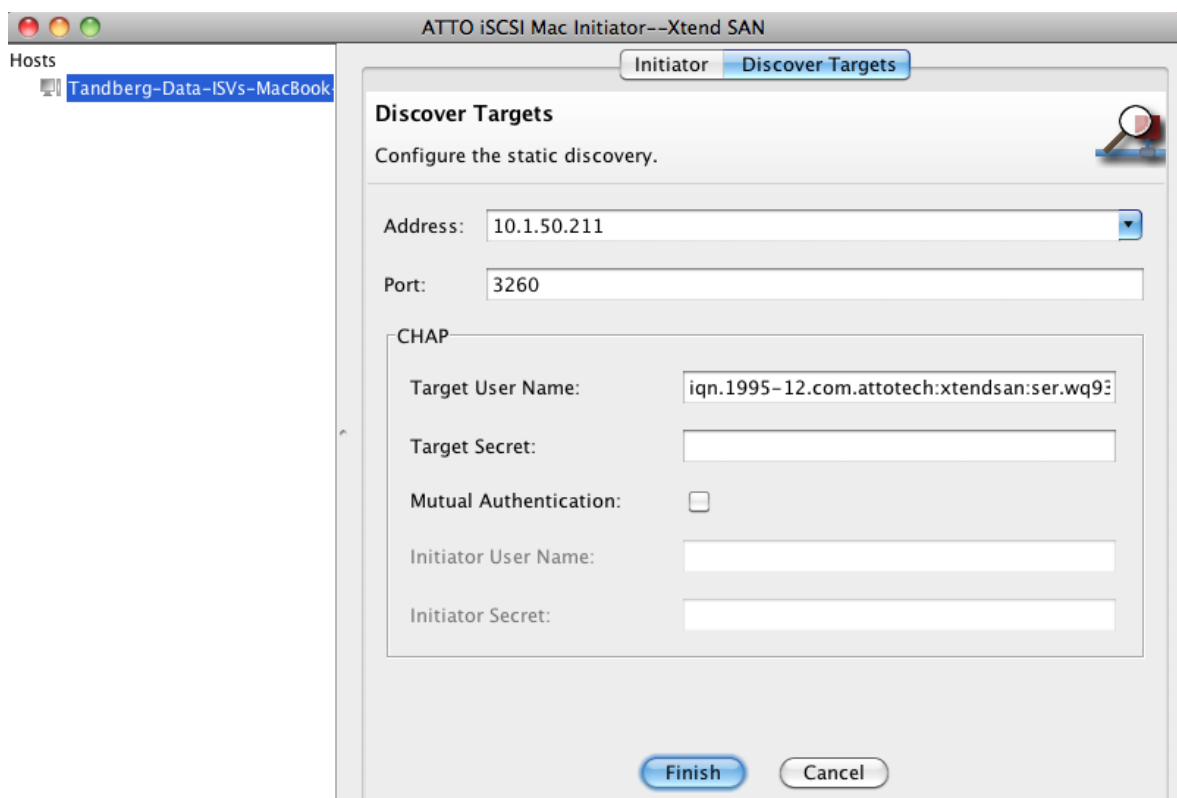 ATTO iSCSI Mac Initiator--Xtend SAN
Hosts
Tandberg-Data-ISVs-MacBook-
Initiator
Discover Targets
Discover Targets
Configure the static discovery.
Address:
10.1.50.211
Port:
3260
CHAP
Target User Name:
iqn.1995-12.com.attotech:xtendsan:ser.wq93
Target Secret:
Mutual Authentication:
Initiator User Name:
Initiator Secret:
Finish
Cancel